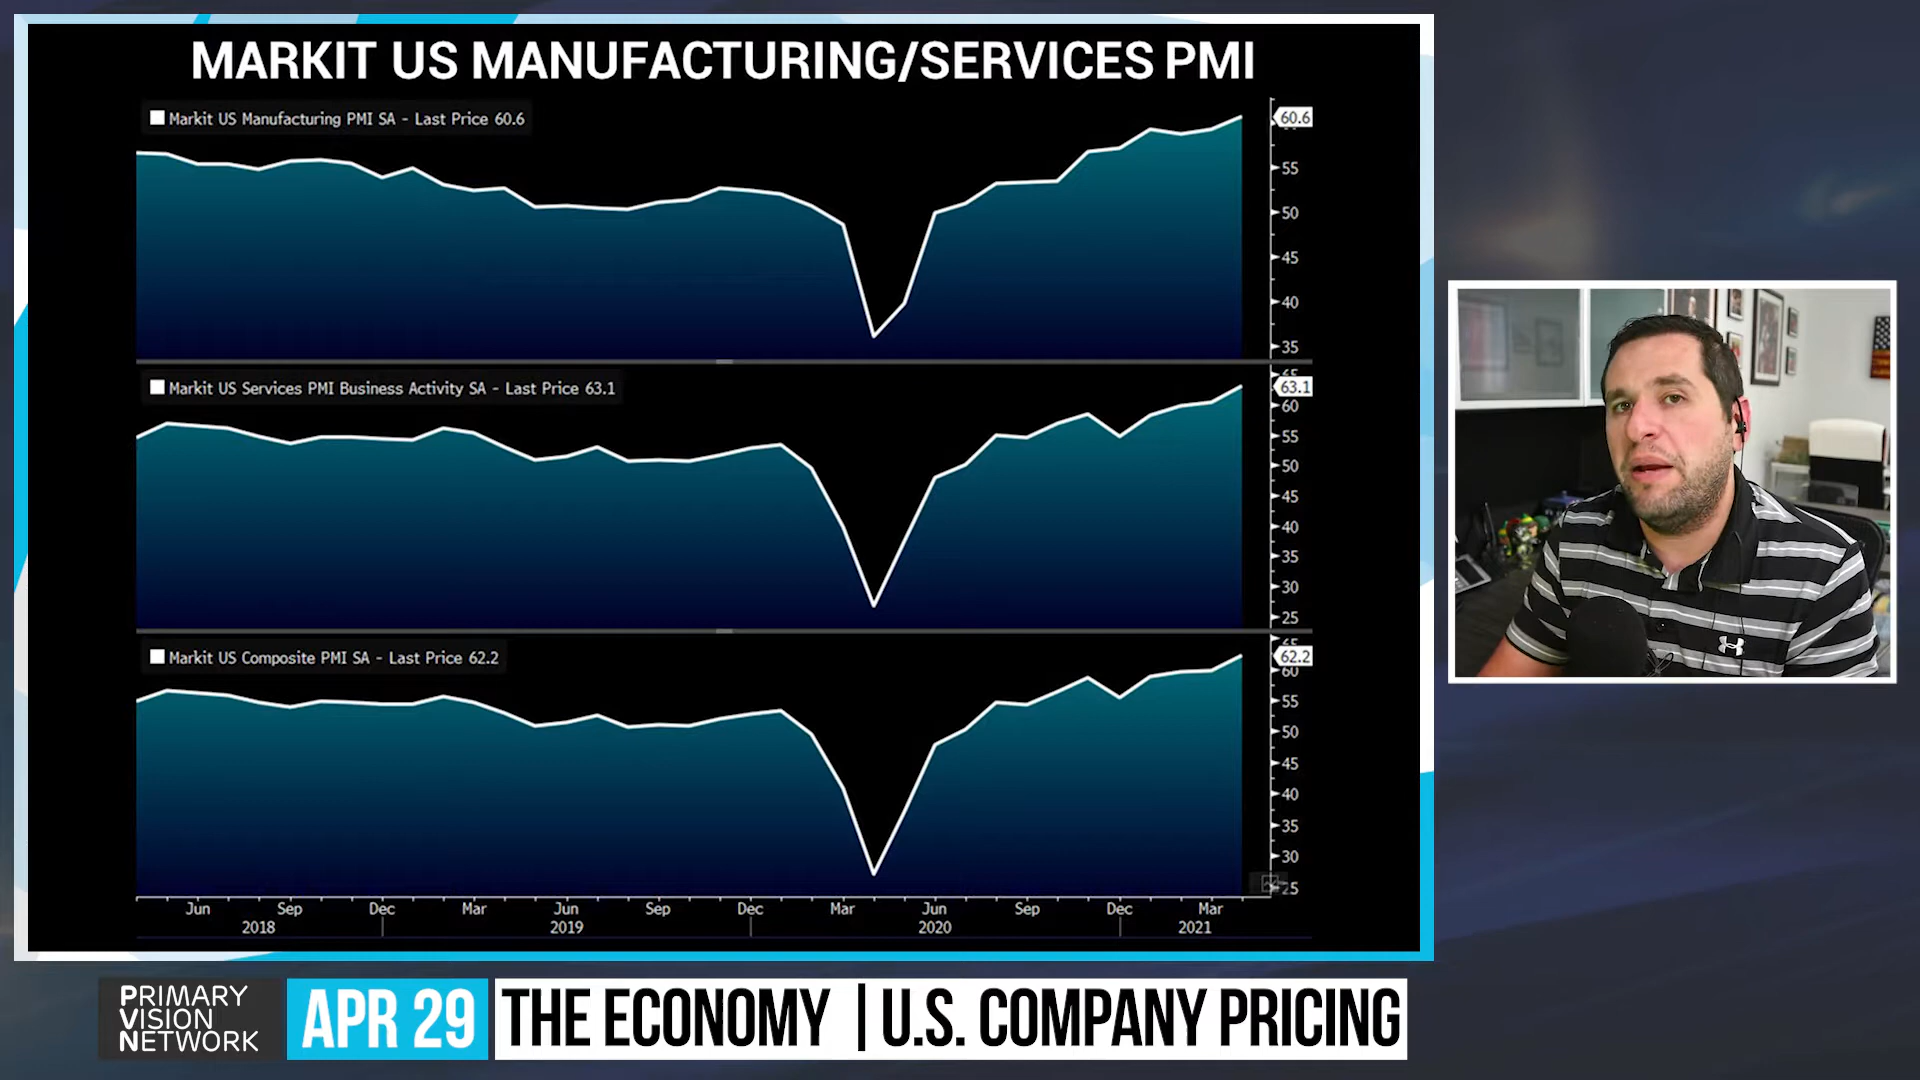 MARKIT US MANUFACTURING/SERVICES PMI
Markit US Manufacturing PMI SA - Last Price 60.6
60.6
55
50
45
40
35
Markit US Services PMI Business Activity SA - Last Price 63.1
65
63.1
60
55
50
45
40
35
30
25
Markit US Composite PMI SA - Last Price 62.2
65
62.2
60
55
50
45
40
35
30
25
Jun Sep Dec Mar Jun Sep Dec Mar Jun Sep Dec Mar
2018 2019 2020 2021
PRIMARY
VISION
NETWORK
APR 29
THE ECONOMY | U.S. COMPANY PRICING